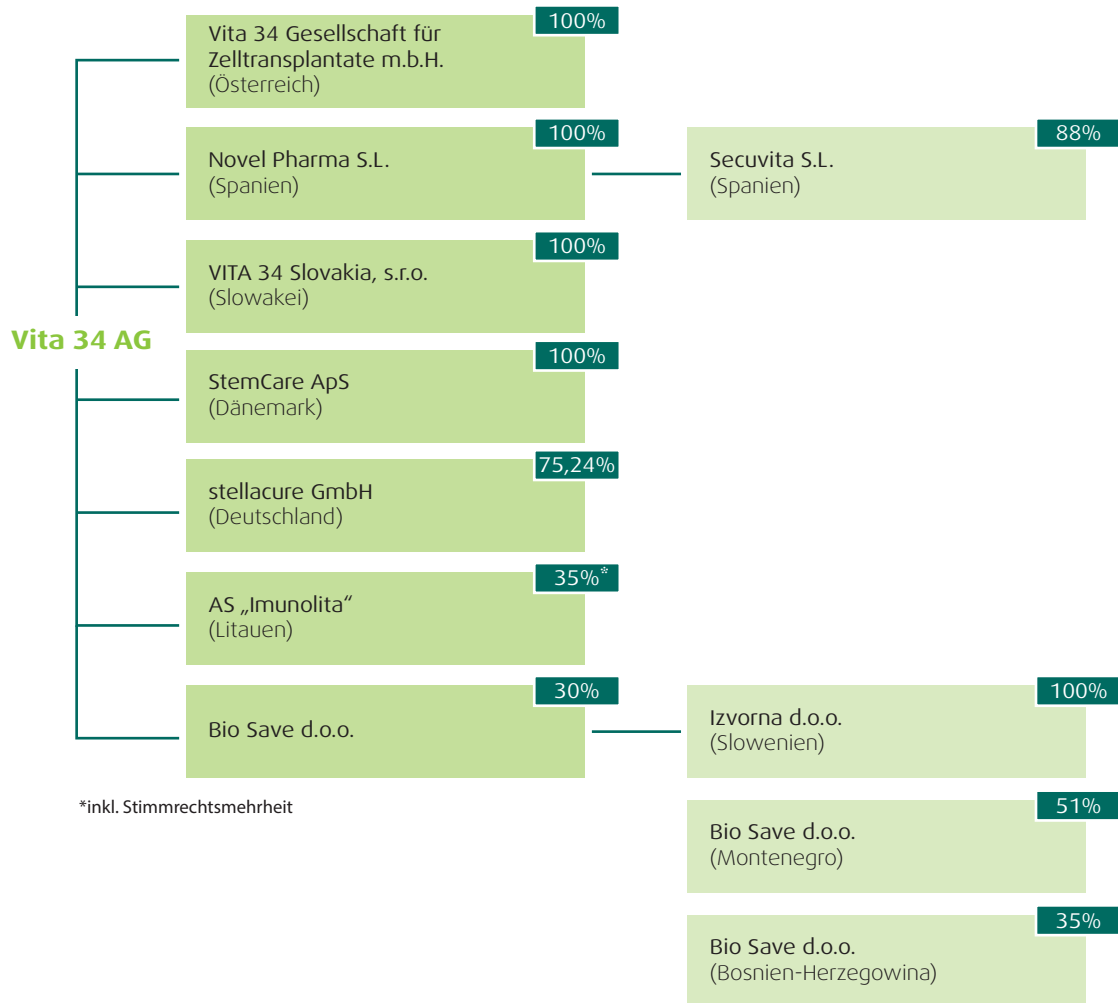 Vita 34 AG
100%
Vita 34 Gesellschaft für
Zelltransplantate m.b.H.
(Österreich)
100%
Novel Pharma S.L.
(Spanien)
88%
Secuvita S.L.
(Spanien)
100%
VITA 34 Slovakia, s.r.o.
(Slowakei)
100%
StemCare ApS
(Dänemark)
75,24%
stellacure GmbH
(Deutschland)
35%*
AS „Imunolita“
(Litauen)
30%
Bio Save d.o.o.
100%
Izvorna d.o.o.
(Slowenien)
51%
Bio Save d.o.o.
(Montenegro)
35%
Bio Save d.o.o.
(Bosnien-Herzegowina)
*inkl. Stimmrechtsmehrheit